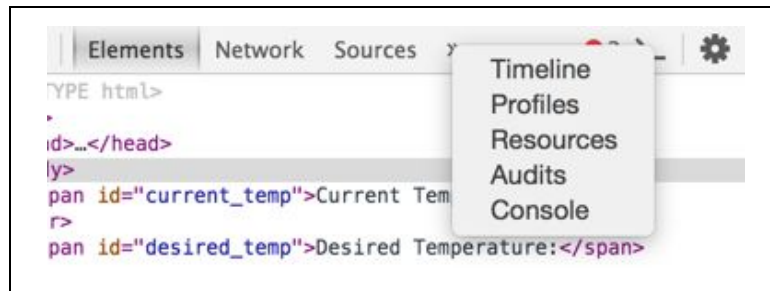 Elements Network Sources »
Timeline
Profiles
Resources
Audits
Console
TYPE html>
>
d>…</head>
ly>
pan id="current_temp">Current Tem
r>
pan id="desired_temp">Desired Temperature:</span>